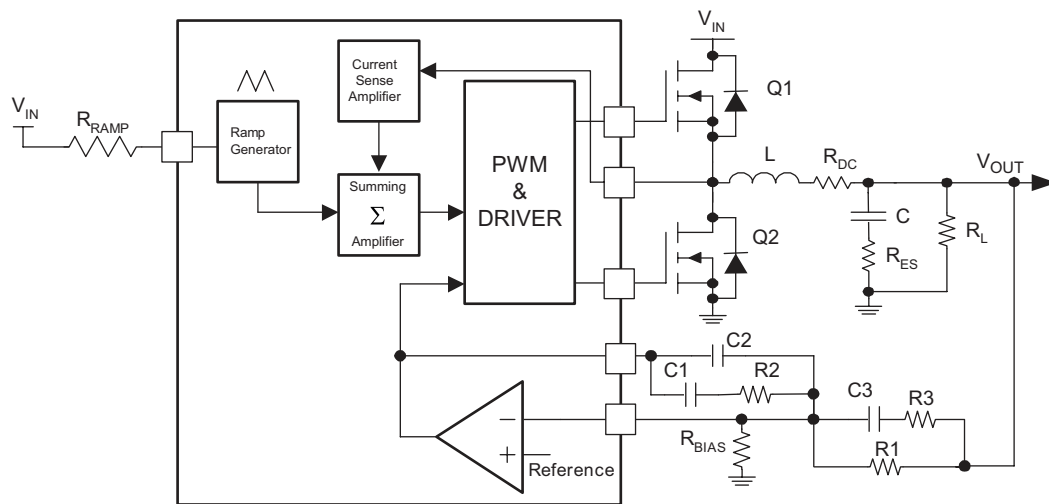 V_IN
R_RAMP
Ramp
Generator
Current
Sense
Amplifier
Summing
Σ
Amplifier
PWM
&
DRIVER
V_IN
Q1
Q2
L
R_DC
V_OUT
C
R_ES
R_L
C2
C1
R2
C3
R3
R1
R_BIAS
−
+
Reference